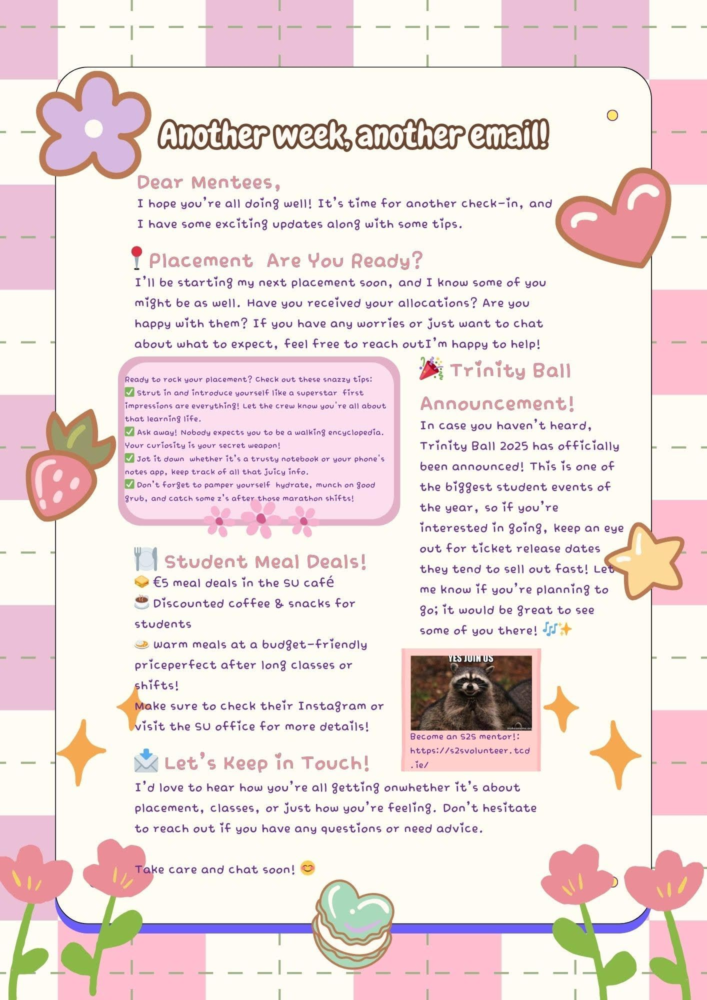 Another week, another email!
Dear Mentees,
I hope you're all doing well! It's time for another check-in, and
I have some exciting updates along with some tips.
📍Placement  Are You Ready?
I'll be starting my next placement soon, and I know some of you
might be as well. Have you received your allocations? Are you
happy with them? If you have any worries or just want to chat
about what to expect, feel free to reach outI'm happy to help!
Ready to rock your placement? Check out these snazzy tips:
✅ Strut in and introduce yourself like a superstar  first
impressions are everything! Let the crew know you're all about
that learning life.
✅ Ask away! Nobody expects you to be a walking encyclopedia.
Your curiosity is your secret weapon!
✅ Jot it down  whether it's a trusty notebook or your phone's
notes app, keep track of all that juicy info.
✅ Don't forget to pamper yourself  hydrate, munch on good
grub, and catch some z's after those marathon shifts!
🎉 Trinity Ball
Announcement!
In case you haven't heard,
Trinity Ball 2025 has officially
been announced! This is one of
the biggest student events of
the year, so if you're
interested in going, keep an eye
out for ticket release dates
they tend to sell out fast! Let
me know if you're planning to
go; it would be great to see
some of you there! 🎶✨
🍽️ Student Meal Deals!
🥪 €5 meal deals in the SU café
☕ Discounted coffee & snacks for
students
🍛 warm meals at a budget-friendly
priceperfect after long classes or
shifts!
Make sure to check their Instagram or
visit the SU office for more details!
YES JOIN US
makeameme.org
Become an S2S mentor!:
https://s2svolunteer.tcd
.ie/
📩 Let's Keep in Touch!
I'd love to hear how you're all getting onwhether it's about
placement, classes, or just how you're feeling. Don't hesitate
to reach out if you have any questions or need advice.
Take care and chat soon! 😊